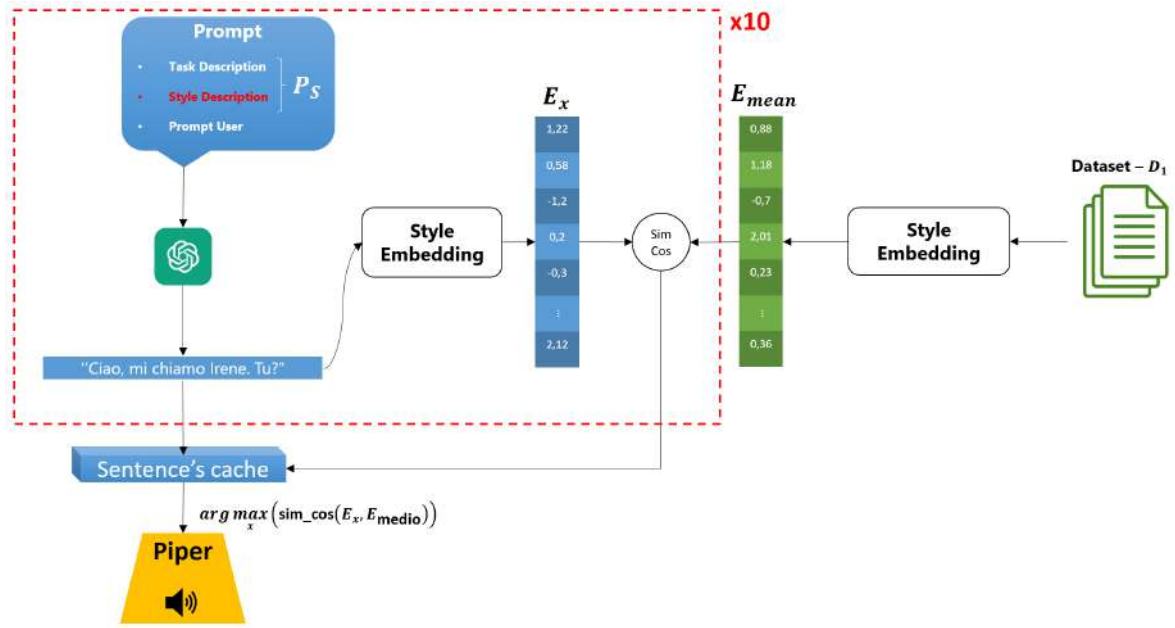 x10
Prompt
• Task Description
• Style Description
P_S
• Prompt User
E_x
1,22
0,58
-1,2
0,2
-0,3
⋮
2,12
E_mean
0,88
1,18
-0,7
2,01
0,23
⋮
0,36
Dataset – D_1
Style
Embedding
Sim
Cos
Style
Embedding
"Ciao, mi chiamo Irene. Tu?"
Sentence's cache
arg max_x (sim_cos(E_x, E_medio))
Piper